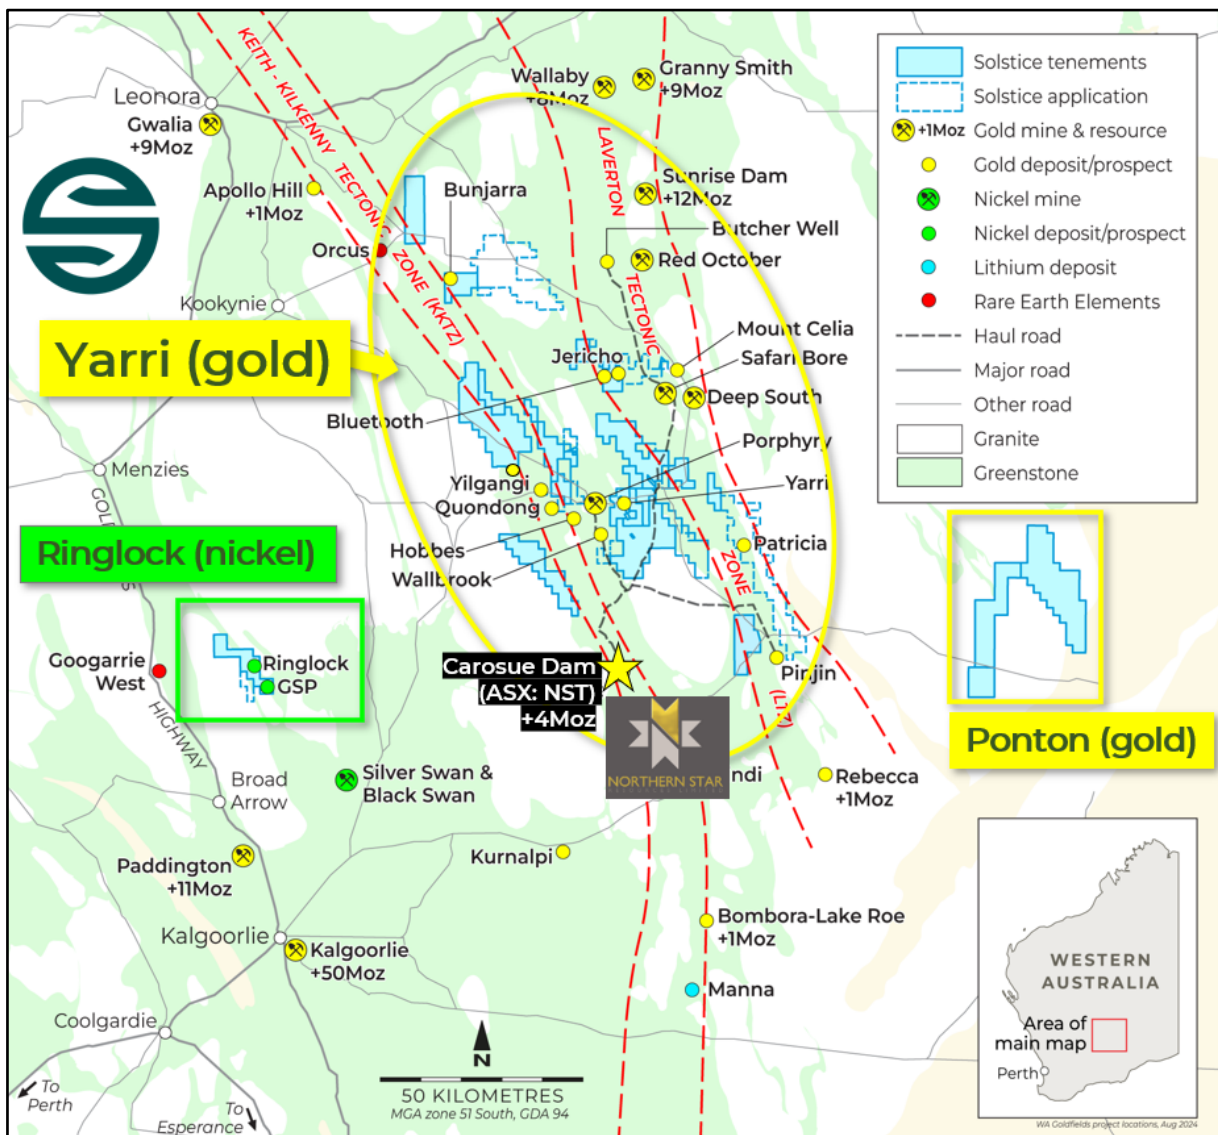 KEITH - KILKENNY TECTONIC ZONE (KKTZ)
LAVERTON TECTONIC ZONE (LTZ)
Leonora
Gwalia
+9Moz
Wallaby
+8Moz
Granny Smith
+9Moz
Apollo Hill
+1Moz
Bunjarra
Orcus
Sunrise Dam
+12Moz
Butcher Well
Red October
Kookynie
Yarri (gold)
Mount Celia
Safari Bore
Jericho
Deep South
Bluetooth
Porphyry
Menzies
Yilgangi
Quondong
Yarri
Hobbes
Wallbrook
Patricia
Ringlock (nickel)
Ringlock
GSP
Googarrie
West
Carosue Dam
(ASX: NST)
+4Moz
Pinjin
NORTHERN STAR
ndi
Rebecca
+1Moz
Ponton (gold)
HIGHWAY
Broad
Arrow
Silver Swan &
Black Swan
Paddington
+11Moz
Kurnalpi
Kalgoorlie
Kalgoorlie
+50Moz
Bombora-Lake Roe
+1Moz
Manna
Coolgardie
To
Perth
To
Esperance
N
50 KILOMETRES
MGA zone 51 South, GDA 94
Solstice tenements
Solstice application
+1Moz Gold mine & resource
Gold deposit/prospect
Nickel mine
Nickel deposit/prospect
Lithium deposit
Rare Earth Elements
Haul road
Major road
Other road
Granite
Greenstone
WESTERN
AUSTRALIA
Area of
main map
Perth
WA Goldfields project locations, Aug 2024